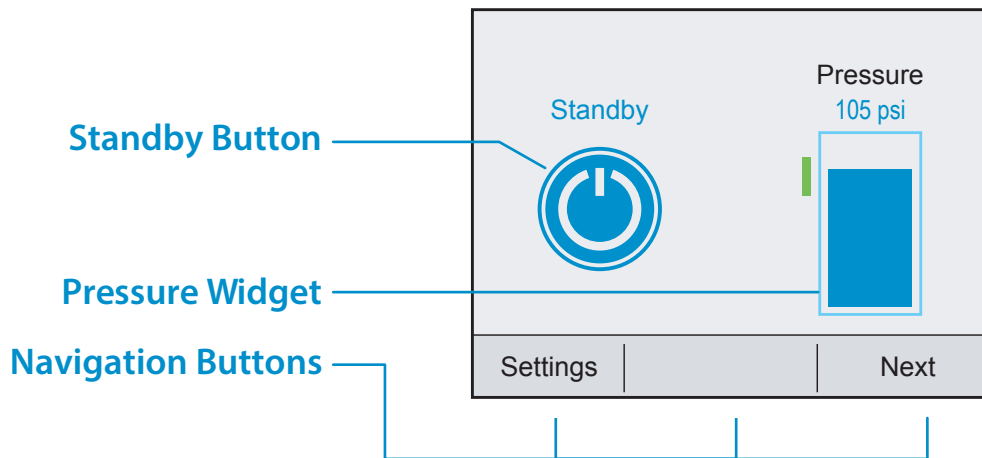 Pressure
Standby
105 psi
Standby Button
Pressure Widget
Navigation Buttons
Settings
Next